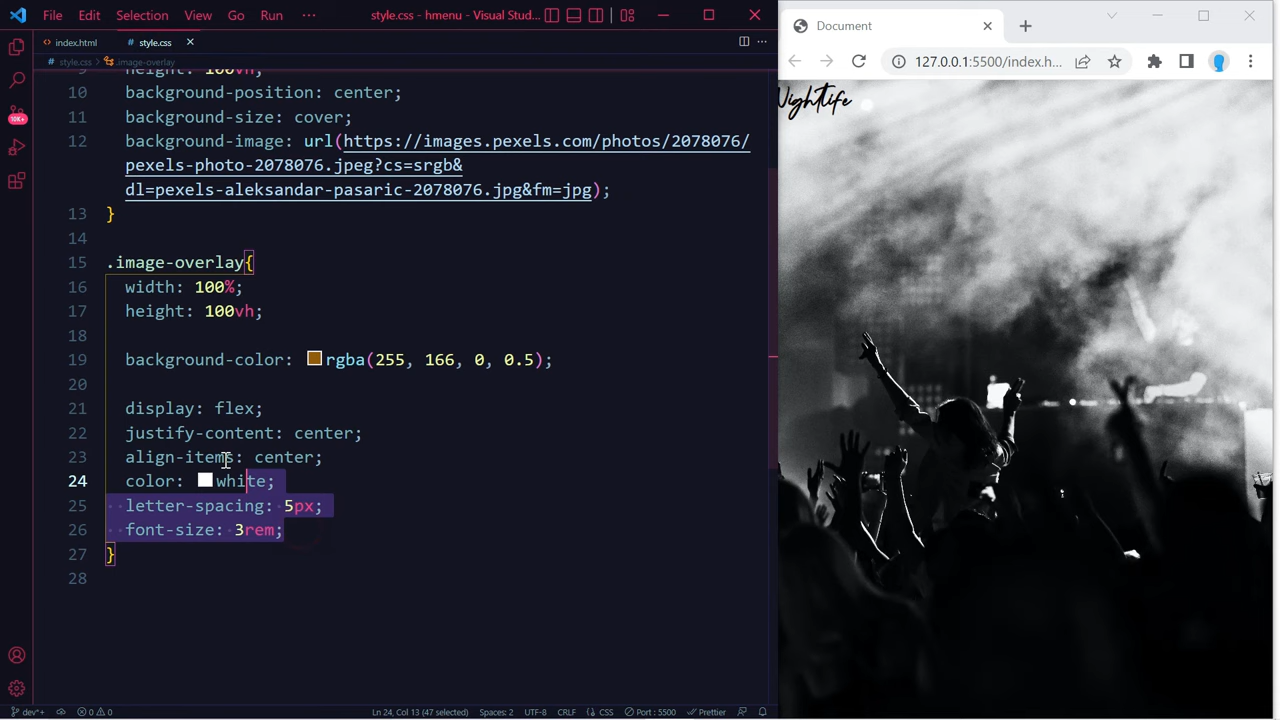 File Edit Selection View Go Run ··· style.css - hmenu - Visual Stud...
index.html style.css
style.css > .image-overlay
9 height: 100vh;
10 background-position: center;
11 background-size: cover;
12 background-image: url(https://images.pexels.com/photos/2078076/
pexels-photo-2078076.jpeg?cs=srgb&
dl=pexels-aleksandar-pasaric-2078076.jpg&fm=jpg);
13 }
14
15 .image-overlay{
16 width: 100%;
17 height: 100vh;
18
19 background-color: rgba(255, 166, 0, 0.5);
20
21 display: flex;
22 justify-content: center;
23 align-items: center;
24 color: white;
25 letter-spacing: 5px;
26 font-size: 3rem;
27 }
28
10K+
dev*+ 0 0 Ln 24, Col 13 (47 selected) Spaces: 2 UTF-8 CRLF CSS Port : 5500 Prettier
Document
127.0.0.1:5500/index.h...
Nightlife